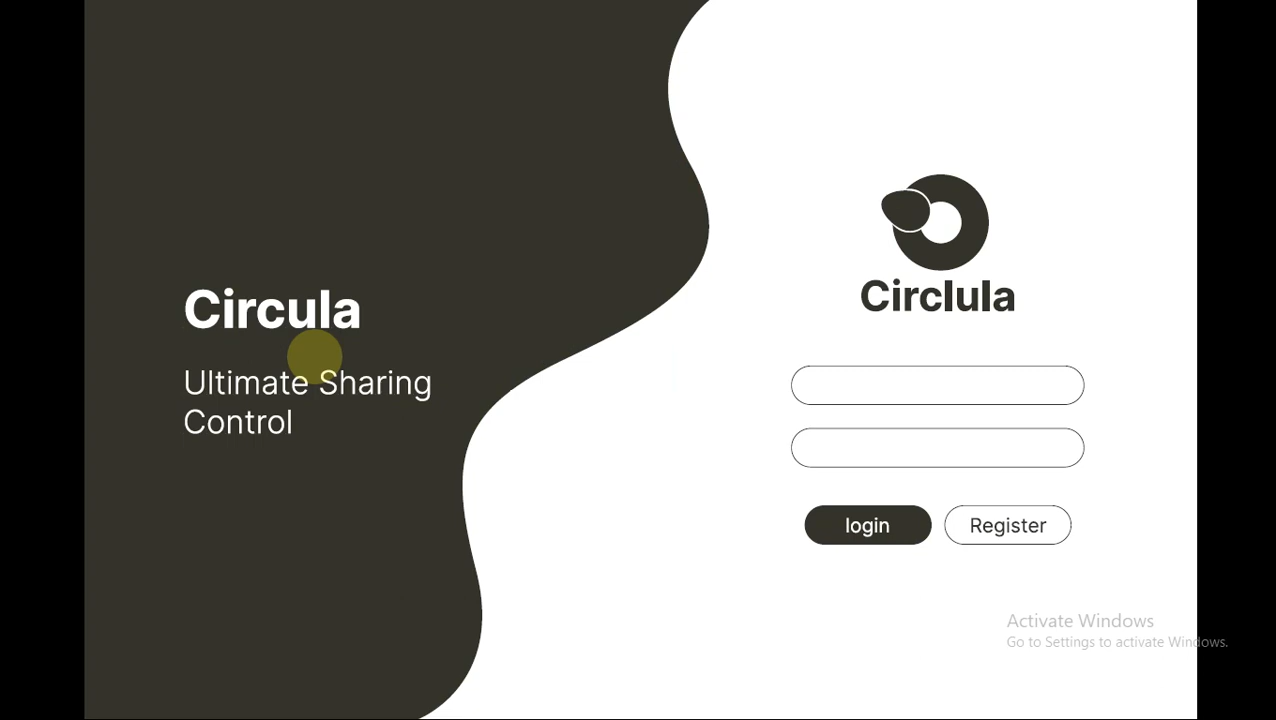 Circula
Ultimate Sharing
Control
Circlula
login
Register
Activate Windows
Go to Settings to activate Windows.